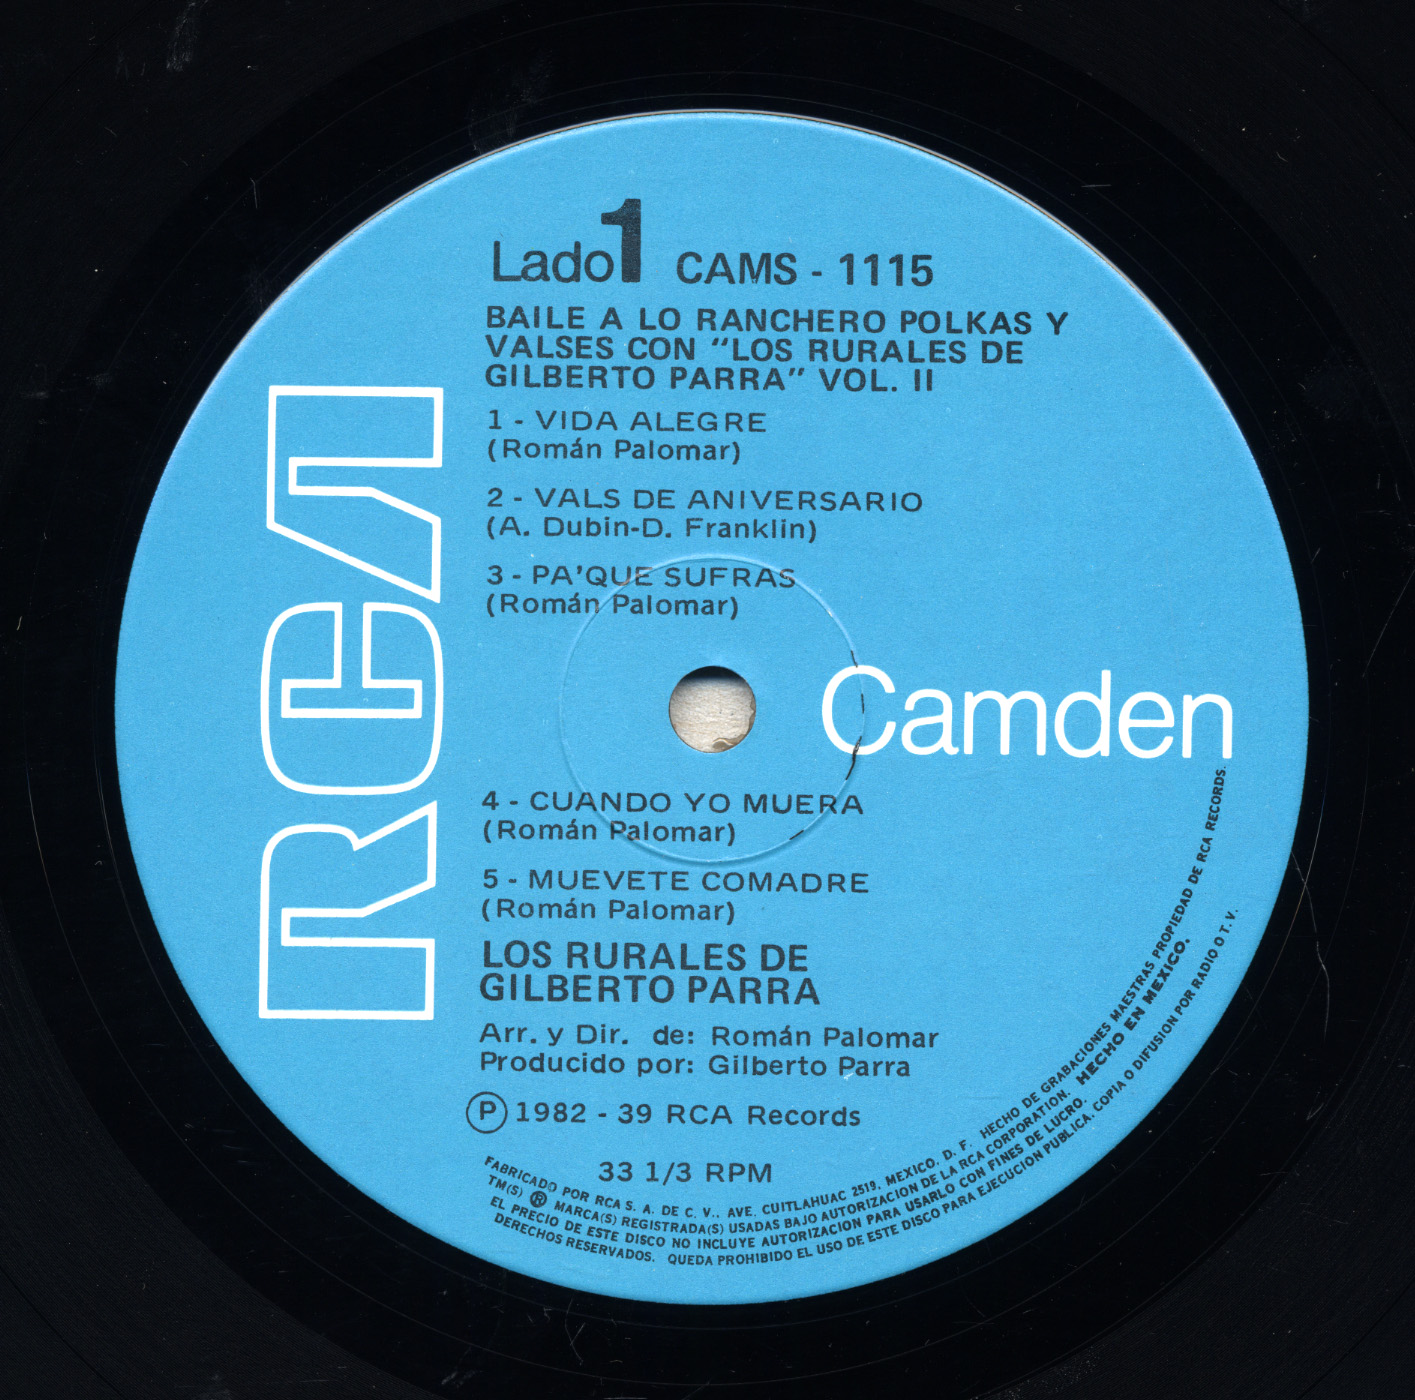 Lado 1 CAMS - 1115
BAILE A LO RANCHERO POLKAS Y
VALSES CON "LOS RURALES DE
GILBERTO PARRA" VOL. II
1 - VIDA ALEGRE
(Román Palomar)
2 - VALS DE ANIVERSARIO
(A. Dubin-D. Franklin)
3 - PA'QUE SUFRAS
(Román Palomar)
RCA
Camden
4 - CUANDO YO MUERA
(Román Palomar)
5 - MUEVETE COMADRE
(Román Palomar)
LOS RURALES DE
GILBERTO PARRA
Arr. y Dir. de: Román Palomar
Producido por: Gilberto Parra
Ⓟ 1982 - 39 RCA Records
33 1/3 RPM
FABRICADO POR RCA S. A. DE C. V., AVE. CUITLAHUAC 2519, MEXICO, D. F. HECHO DE GRABACIONES MAESTRAS PROPIEDAD DE RCA RECORDS.
TM(S) ® MARCA(S) REGISTRADA(S) USADAS BAJO AUTORIZACION DE LA RCA CORPORATION. HECHO EN MEXICO.
EL PRECIO DE ESTE DISCO NO INCLUYE AUTORIZACION PARA USARLO CON FINES DE LUCRO.
DERECHOS RESERVADOS. QUEDA PROHIBIDO EL USO DE ESTE DISCO PARA EJECUCION PUBLICA, COPIA O DIFUSION POR RADIO O T. V.